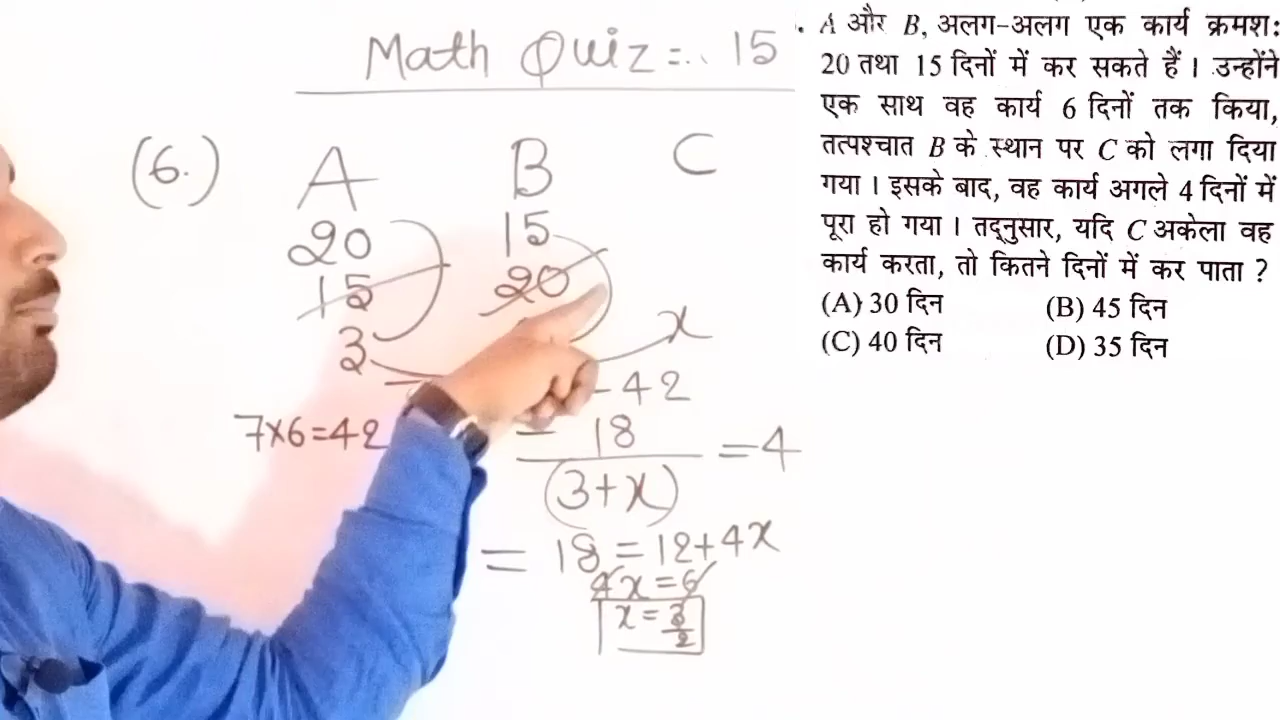 Math Quiz =.. 15
(6.) A B C
20 15
15 20
3 x
- 42
7x6=42
= 18
(3+x) = 4
= 18 = 12+4x
4x = 6
x = 3
2
. A और B, अलग-अलग एक कार्य क्रमश:
20 तथा 15 दिनों में कर सकते हैं । उन्होंने
एक साथ वह कार्य 6 दिनों तक किया,
तत्पश्चात B के स्थान पर C को लगा दिया
गया । इसके बाद, वह कार्य अगले 4 दिनों में
पूरा हो गया । तद्नुसार, यदि C अकेला वह
कार्य करता, तो कितने दिनों में कर पाता ?
(A) 30 दिन (B) 45 दिन
(C) 40 दिन (D) 35 दिन